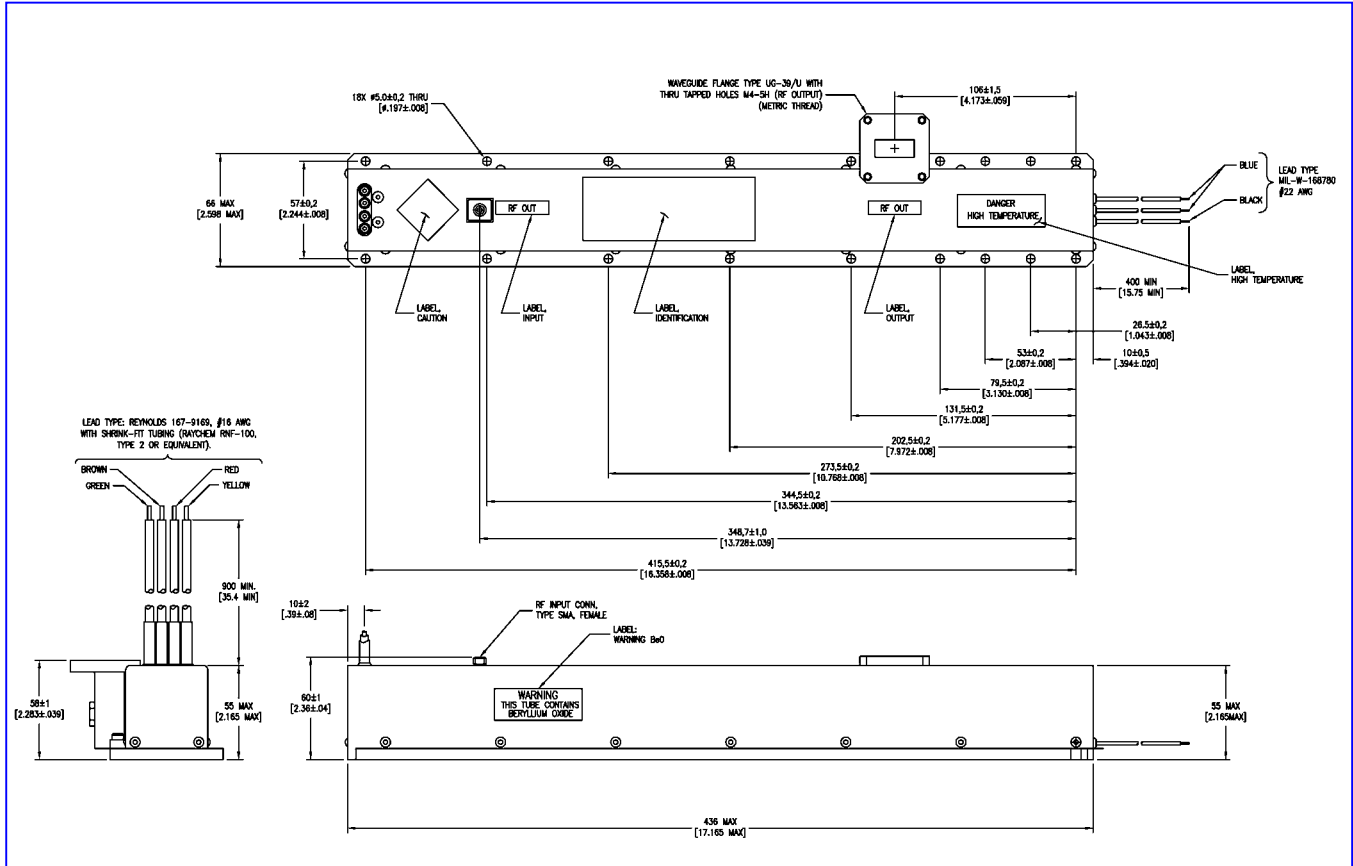 WAVEGUIDE FLANGE TYPE UG-39/U WITH
THRU TAPPED HOLES M4-5H (RF OUTPUT)
(METRIC THREAD)
106±1,5
[4.173±.059]
18X ø5.0±0,2 THRU
[ø.197±.008]
66 MAX
[2.598 MAX]
57±0,2
[2.244±.008]
RF OUT
RF OUT
DANGER
HIGH TEMPERATURE
BLUE
BLACK
LEAD TYPE
MIL-W-168780
#22 AWG
LABEL,
CAUTION
LABEL,
INPUT
LABEL,
IDENTIFICATION
LABEL,
OUTPUT
LABEL,
HIGH TEMPERATURE
400 MIN
[15.75 MIN]
26,5±0,2
[1.043±.008]
53±0,2
[2.087±.008]
10±0,5
[.394±.020]
79,5±0,2
[3.130±.008]
131,5±0,2
[5.177±.008]
202,5±0,2
[7.972±.008]
273,5±0,2
[10.768±.008]
344,5±0,2
[13.563±.008]
348,7±1,0
[13.728±.039]
415,5±0,2
[16.358±.008]
LEAD TYPE: REYNOLDS 167-9169, #16 AWG
WITH SHRINK-FIT TUBING (RAYCHEM RNF-100,
TYPE 2 OR EQUIVALENT).
BROWN
GREEN
RED
YELLOW
900 MIN.
[35.4 MIN]
58±1
[2.283±.039]
55 MAX
[2.165 MAX]
10±2
[.39±.08]
RF INPUT CONN,
TYPE SMA, FEMALE
LABEL:
WARNING BeO
60±1
[2.36±.04]
WARNING
THIS TUBE CONTAINS
BERYLLIUM OXIDE
55 MAX
[2.165MAX]
436 MAX
[17.165 MAX]